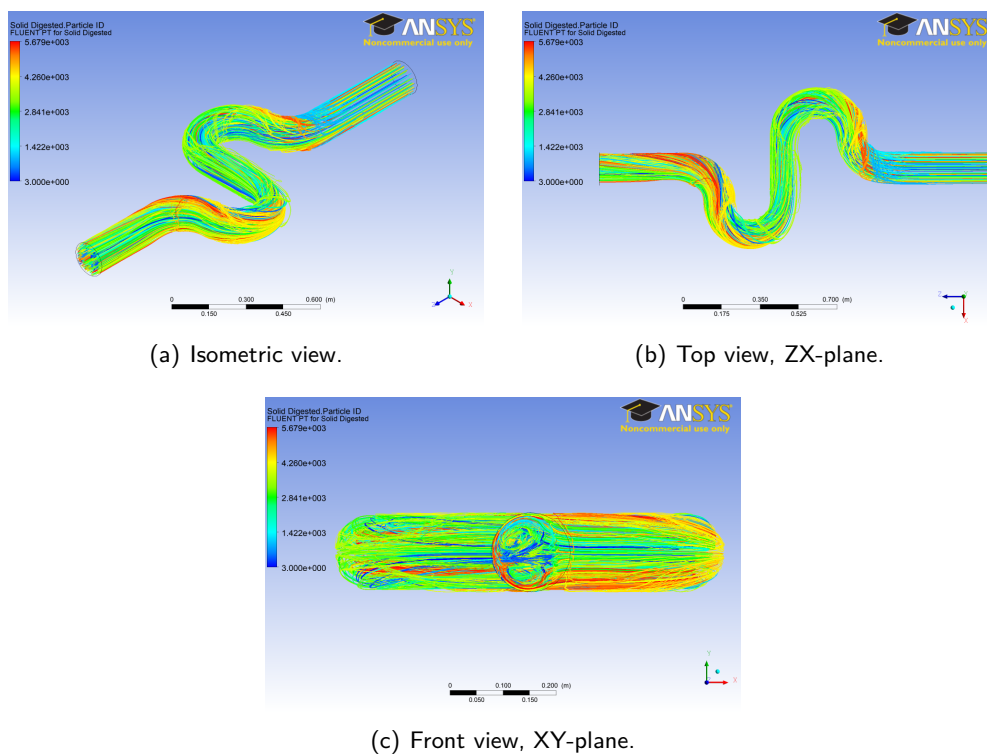 Solid Digested.Particle ID
FLUENT PT for Solid Digested
5.679e+003
4.260e+003
2.841e+003
1.422e+003
3.000e+000
ANSYS
Noncommercial use only
0 0.300 0.600 (m)
0.150 0.450
Y
Z X
(a) Isometric view.
Solid Digested.Particle ID
FLUENT PT for Solid Digested
5.679e+003
4.260e+003
2.841e+003
1.422e+003
3.000e+000
ANSYS
Noncommercial use only
0 0.350 0.700 (m)
0.175 0.525
Z Y
X
(b) Top view, ZX-plane.
Solid Digested.Particle ID
FLUENT PT for Solid Digested
5.679e+003
4.260e+003
2.841e+003
1.422e+003
3.000e+000
ANSYS
Noncommercial use only
0 0.100 0.200 (m)
0.050 0.150
Y
Z X
(c) Front view, XY-plane.